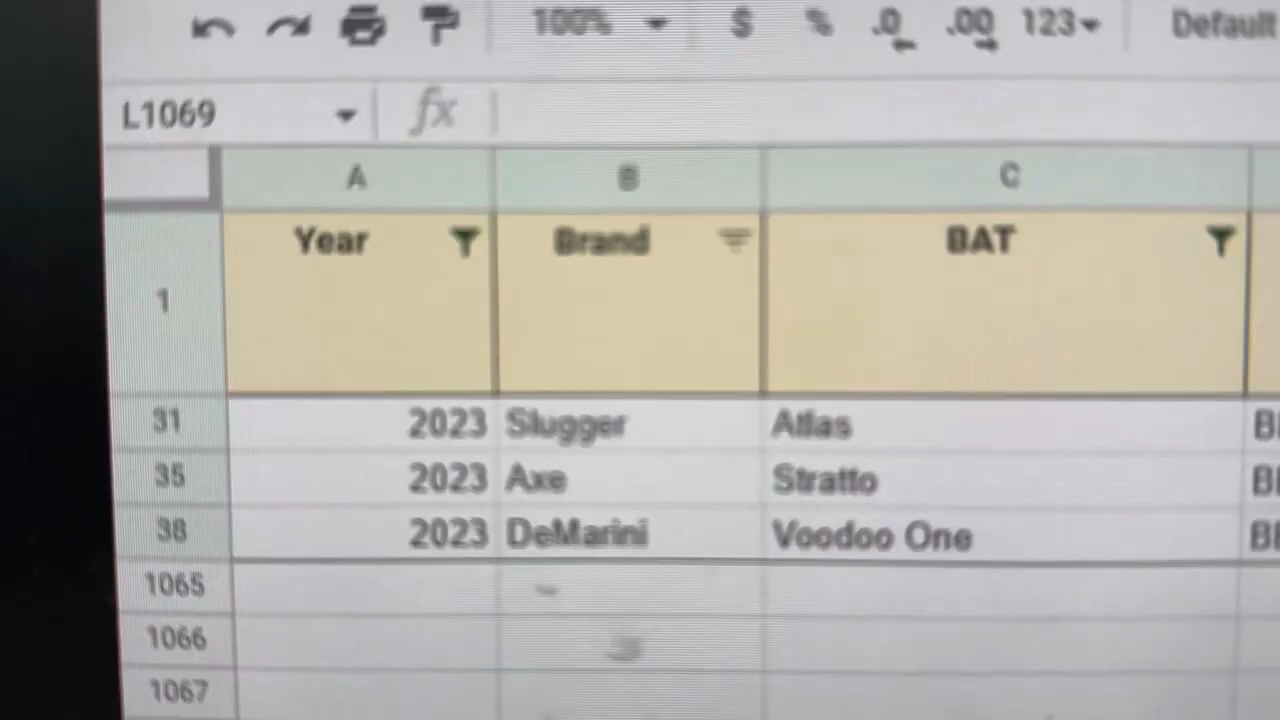 100% $ % .0 .00 123 Default
L1069 fx
A B C
1 Year Brand BAT
31 2023 Slugger Atlas
35 2023 Axe Stratto
38 2023 DeMarini Voodoo One
1065
1066
1067